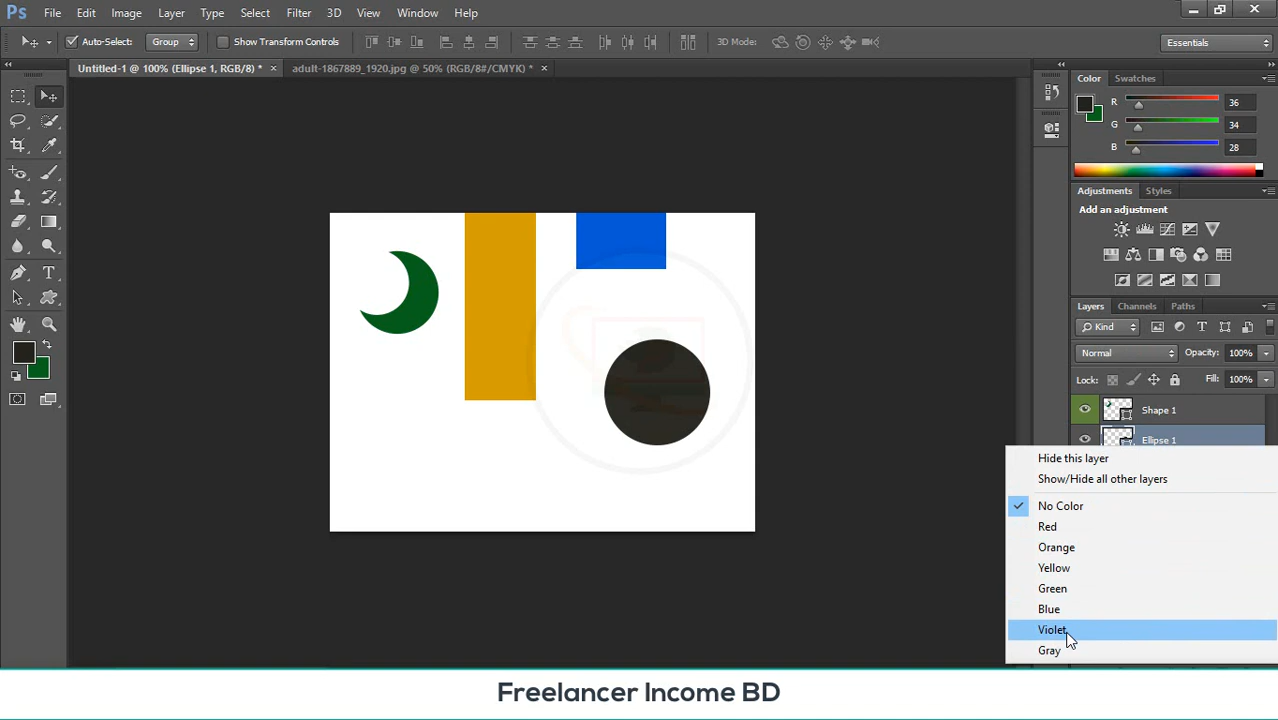 Ps File Edit Image Layer Type Select Filter 3D View Window Help
Auto-Select: Group Show Transform Controls 3D Mode: Essentials
Untitled-1 @ 100% (Ellipse 1, RGB/8) * × adult-1867889_1920.jpg @ 50% (RGB/8#/CMYK) * ×
Color Swatches
R 36
G 34
B 28
Adjustments Styles
Add an adjustment
Layers Channels Paths
Kind
Normal Opacity: 100%
Lock: Fill: 100%
Shape 1
Ellipse 1
Hide this layer
Show/Hide all other layers
No Color
Red
Orange
Yellow
Green
Blue
Violet
Gray
Freelancer Income BD